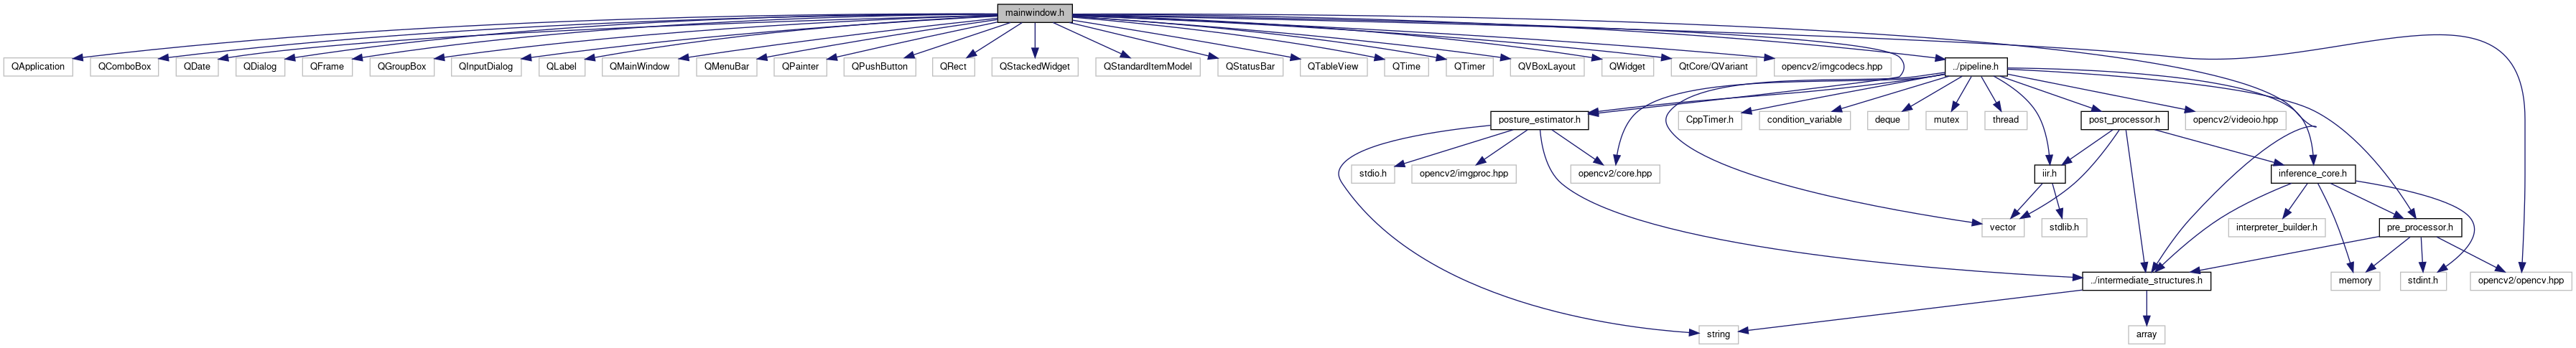 mainwindow.h
QApplication
QComboBox
QDate
QDialog
QFrame
QGroupBox
QInputDialog
QLabel
QMainWindow
QMenuBar
QPainter
QPushButton
QRect
QStackedWidget
QStandardItemModel
QStatusBar
QTableView
QTime
QTimer
QVBoxLayout
QWidget
QtCore/QVariant
opencv2/imgcodecs.hpp
../pipeline.h
posture_estimator.h
CppTimer.h
condition_variable
deque
mutex
thread
post_processor.h
opencv2/videoio.hpp
stdio.h
opencv2/imgproc.hpp
opencv2/core.hpp
iir.h
inference_core.h
vector
stdlib.h
interpreter_builder.h
pre_processor.h
../intermediate_structures.h
memory
stdint.h
opencv2/opencv.hpp
string
array